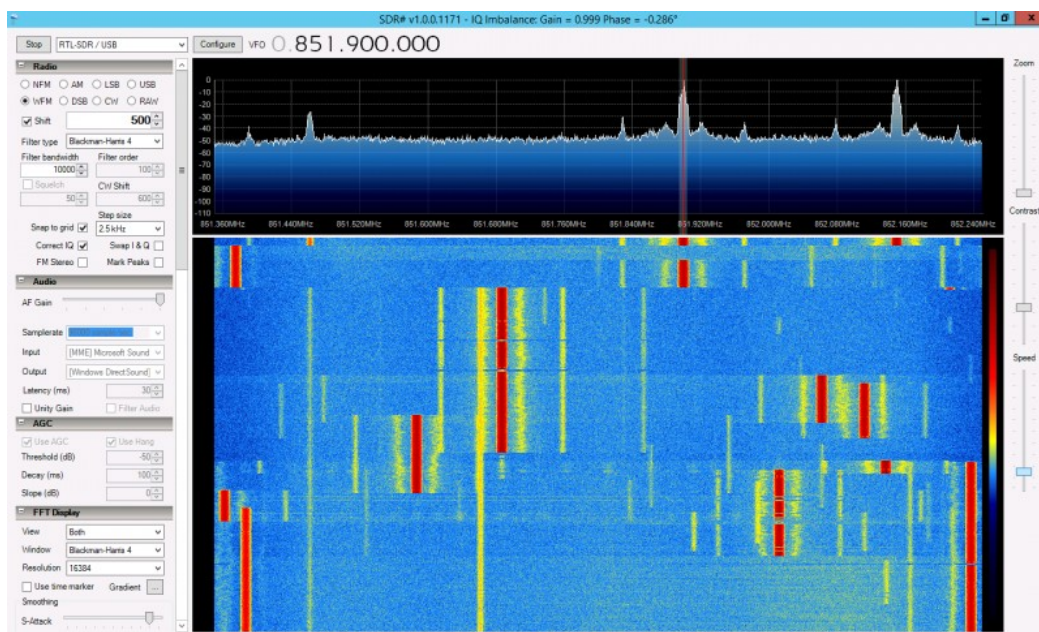 SDR# v1.0.0.1171 - IQ Imbalance: Gain = 0.999 Phase = -0.286°
Stop RTL-SDR / USB Configure VFO 0.851.900.000
Radio
NFM AM LSB USB
WFM DSB CW RAW
Shift 500
Filter type Blackman-Harris 4
Filter bandwidth Filter order
10000 100
Squelch CW Shift
50 600
Step size
Snap to grid 2.5 kHz
Correct IQ Swap I & Q
FM Stereo Mark Peaks
Audio
AF Gain
Samplerate
Input [MME] Microsoft Sound
Output [Windows DirectSound]
Latency (ms) 30
Unity Gain Filter Audio
AGC
Use AGC Use Hang
Threshold (dB) -50
Decay (ms) 100
Slope (dB) 0
FFT Display
View Both
Window Blackman-Harris 4
Resolution 16384
Use time marker Gradient ...
Smoothing
S-Attack
0
-10
-20
-30
-40
-50
-60
-70
-80
-90
-100
-110
851.360MHz 851.440MHz 851.520MHz 851.600MHz 851.680MHz 851.760MHz 851.840MHz 851.920MHz 852.000MHz 852.080MHz 852.160MHz 852.240MHz
Zoom
Contrast
Speed